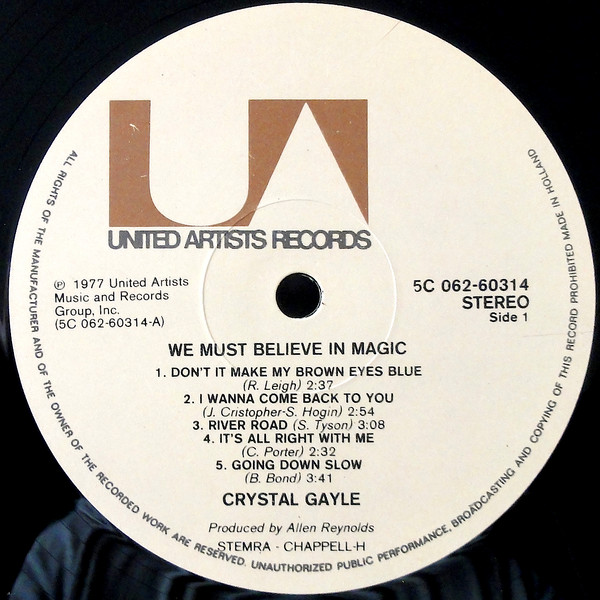 UA
UNITED ARTISTS RECORDS
℗ 1977 United Artists
Music and Records
Group, Inc.
(5C 062-60314-A)
5C 062-60314
STEREO
Side 1
WE MUST BELIEVE IN MAGIC
1. DON'T IT MAKE MY BROWN EYES BLUE
(R. Leigh) 2:37
2. I WANNA COME BACK TO YOU
(J. Cristopher-S. Hogin) 2:54
3. RIVER ROAD (S. Tyson) 3:08
4. IT'S ALL RIGHT WITH ME
(C. Porter) 2:32
5. GOING DOWN SLOW
(B. Bond) 3:41
CRYSTAL GAYLE
Produced by Allen Reynolds
STEMRA - CHAPPELL-H
ALL RIGHTS OF THE MANUFACTURER AND OF THE OWNER OF THE RECORDED WORK ARE RESERVED. UNAUTHORIZED PUBLIC PERFORMANCE, BROADCASTING AND COPYING OF THIS RECORD PROHIBITED MADE IN HOLLAND